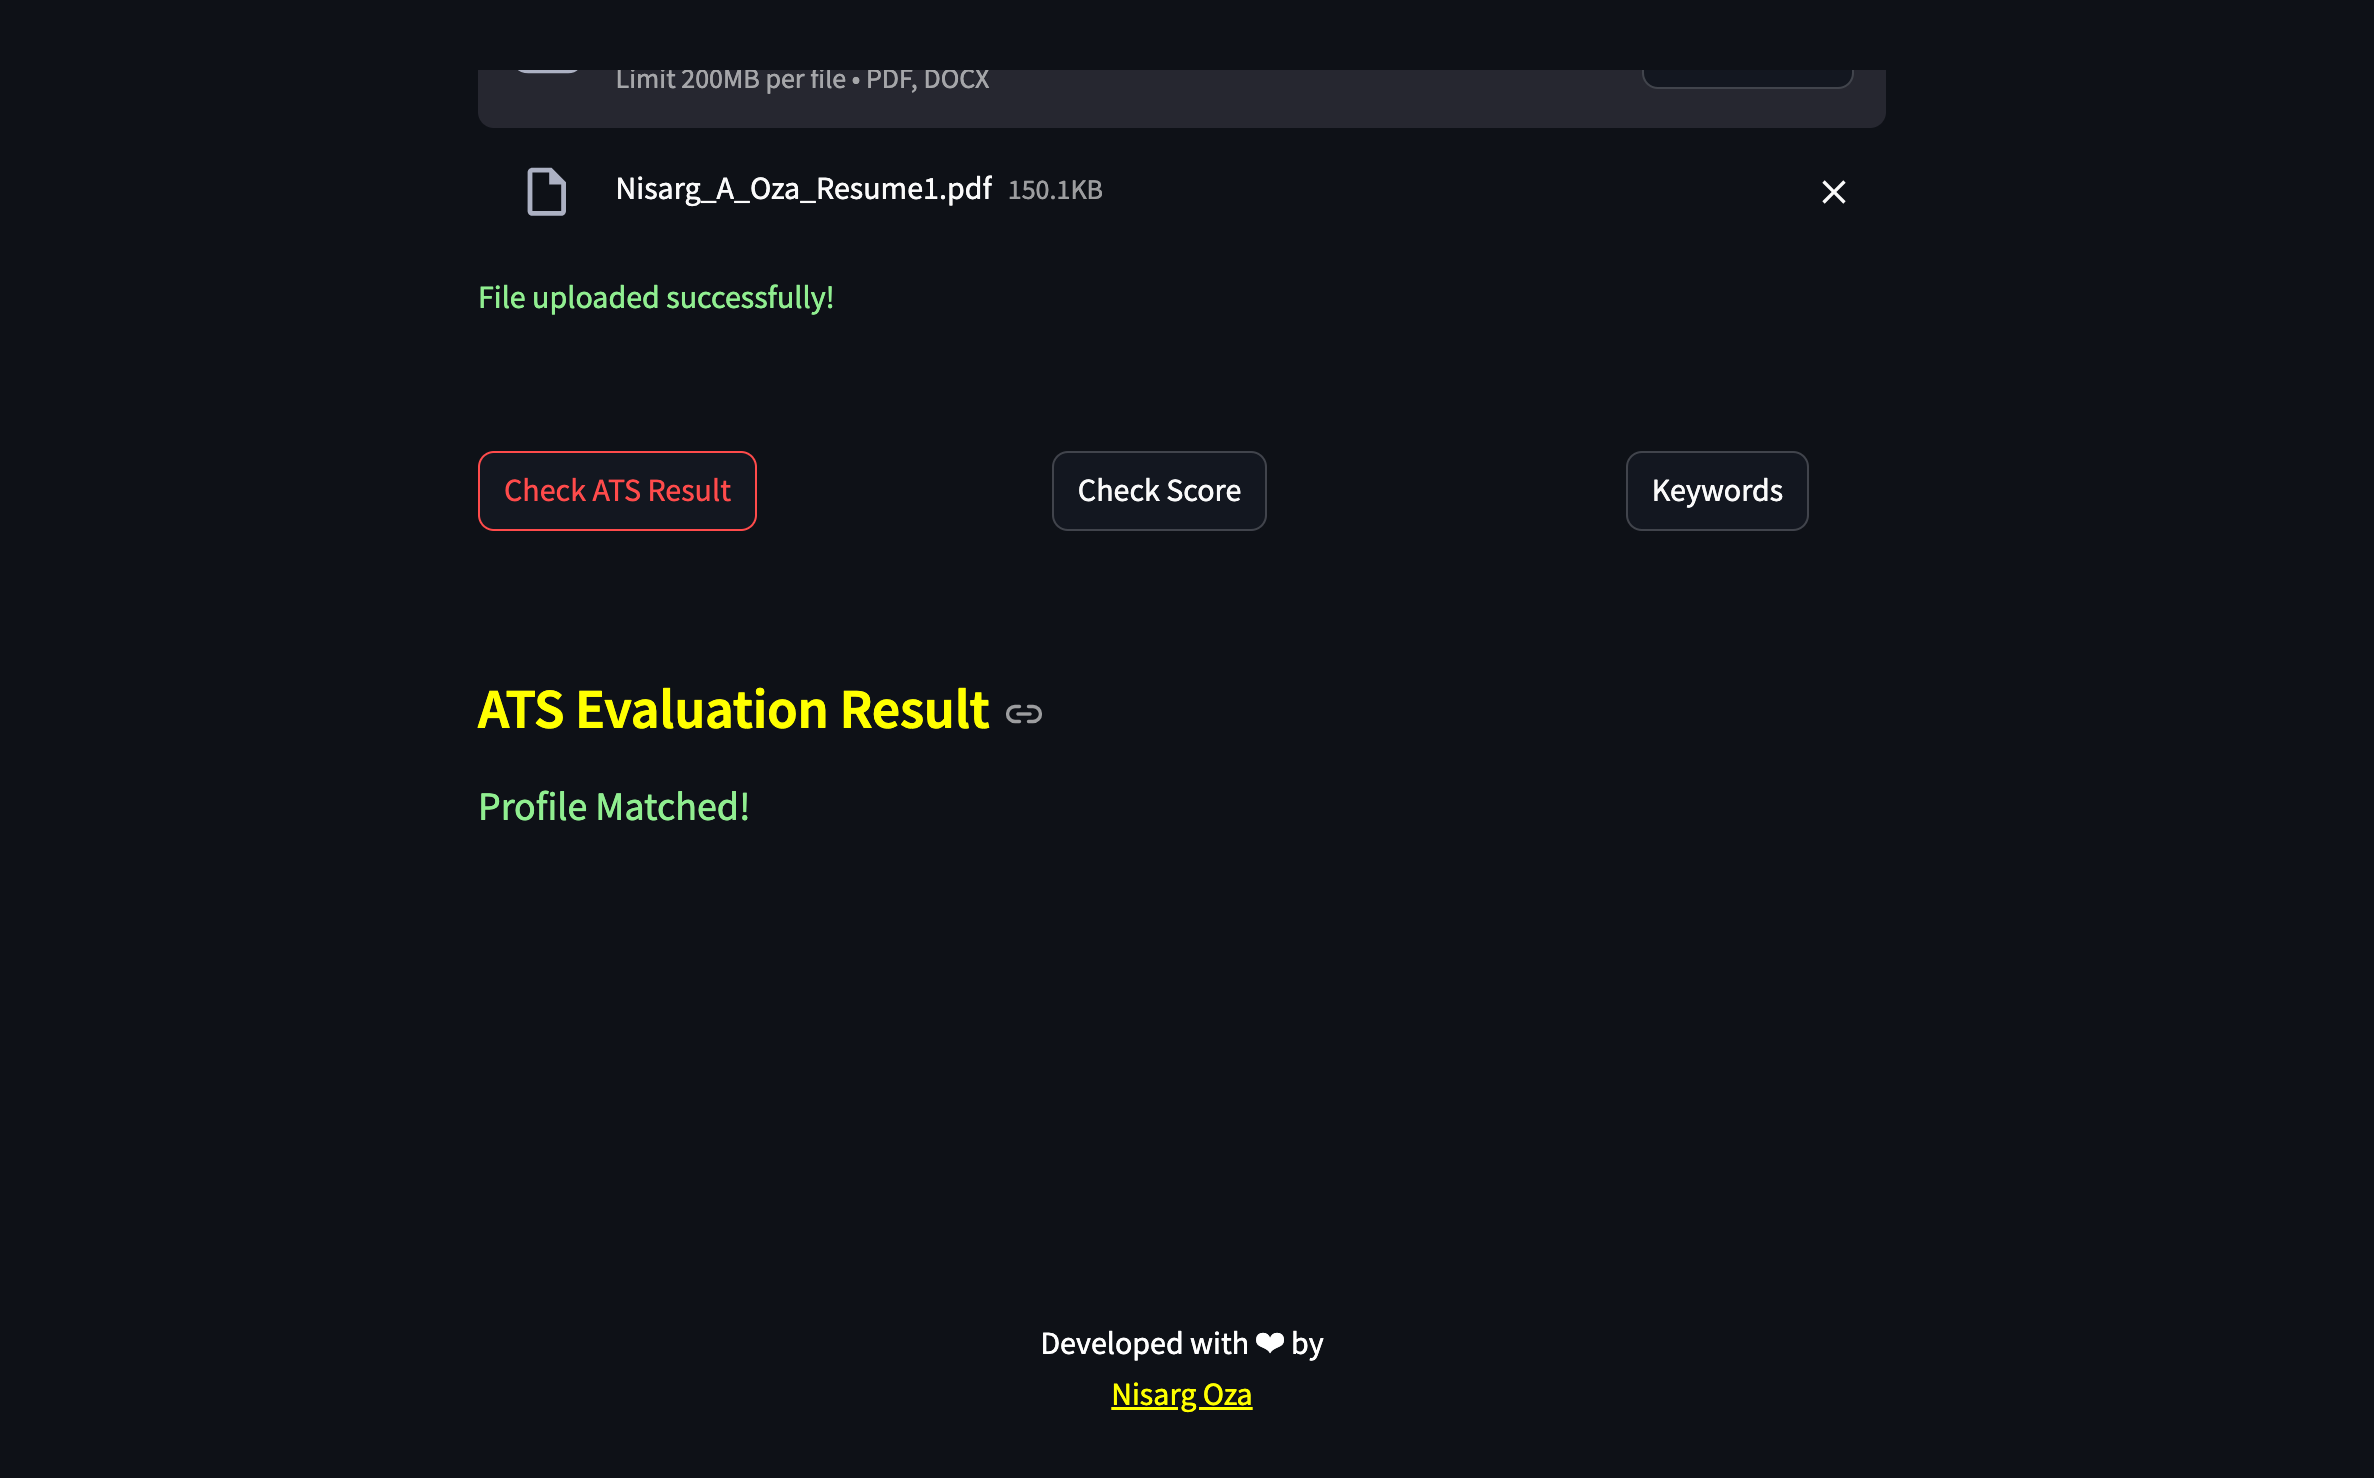 Limit 200MB per file • PDF, DOCX
Nisarg_A_Oza_Resume1.pdf 150.1KB
File uploaded successfully!
Check ATS Result
Check Score
Keywords
ATS Evaluation Result
Profile Matched!
Developed with ❤ by
Nisarg Oza